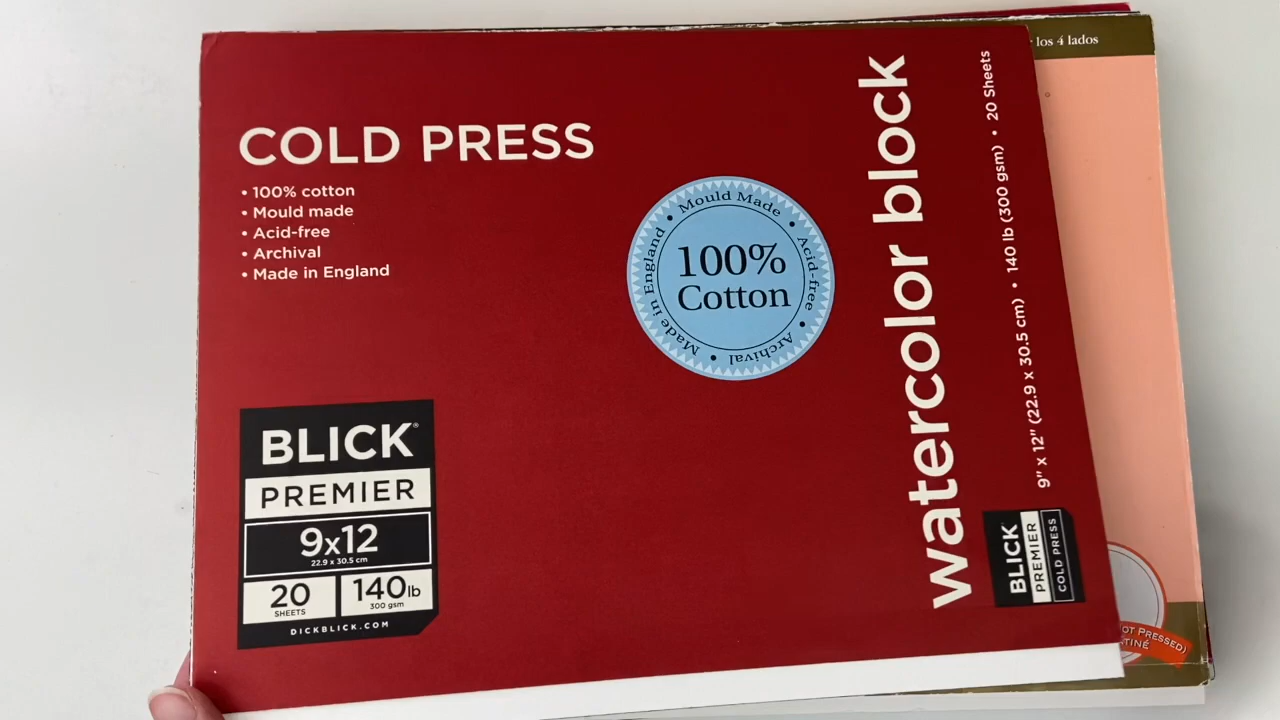 los 4 lados
COLD PRESS
• 100% cotton
• Mould made
• Acid-free
• Archival
• Made in England
• Mould Made • Acid-free • Archival • Made in England
100%
Cotton
watercolor block
9" x 12" (22.9 x 30.5 cm) • 140 lb (300 gsm) • 20 Sheets
BLICK®
PREMIER
9x12
22.9 x 30.5 cm
20
SHEETS
140lb
300 gsm
DICKBLICK.COM
BLICK
PREMIER
COLD PRESS
PRESSED)